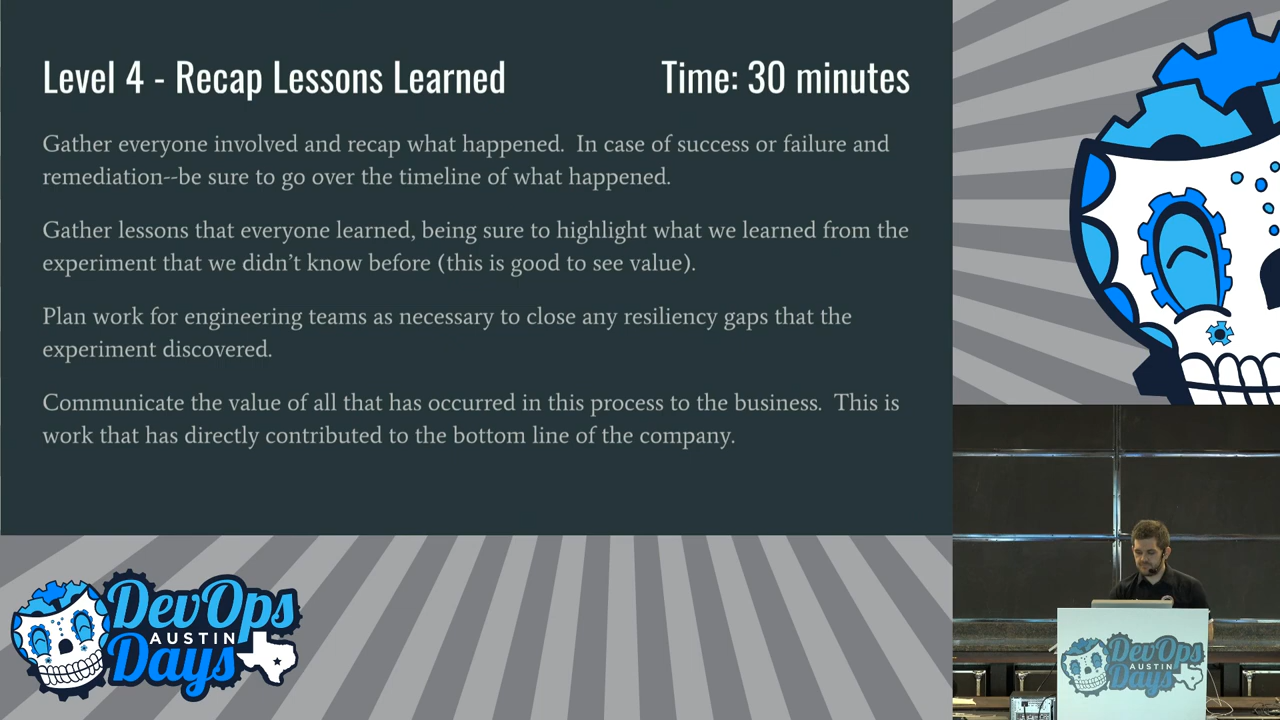 Level 4 - Recap Lessons Learned
Time: 30 minutes
Gather everyone involved and recap what happened.  In case of success or failure and
remediation--be sure to go over the timeline of what happened.
Gather lessons that everyone learned, being sure to highlight what we learned from the
experiment that we didn’t know before (this is good to see value).
Plan work for engineering teams as necessary to close any resiliency gaps that the
experiment discovered.
Communicate the value of all that has occurred in this process to the business.  This is
work that has directly contributed to the bottom line of the company.
DevOps
AUSTIN
Days
DevOps
AUSTIN
Days